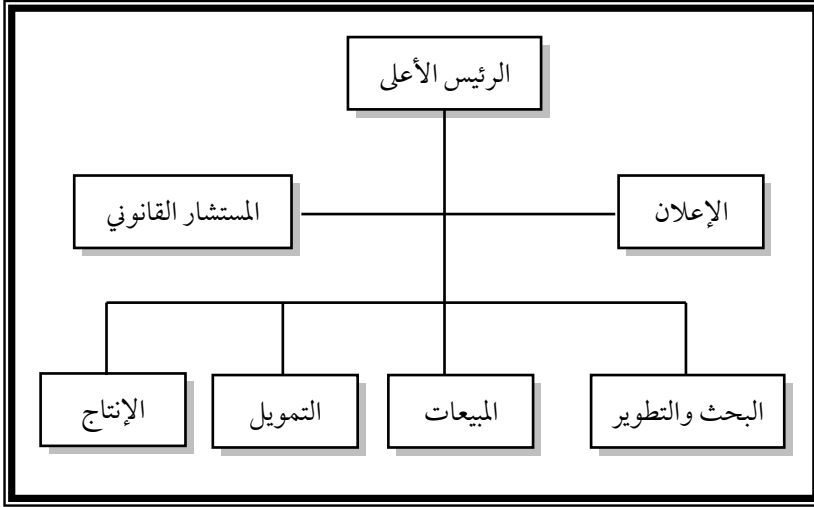 الرئيس الأعلى
الإعلان
المستشار القانوني
البحث والتطوير
المبيعات
التمويل
الإنتاج